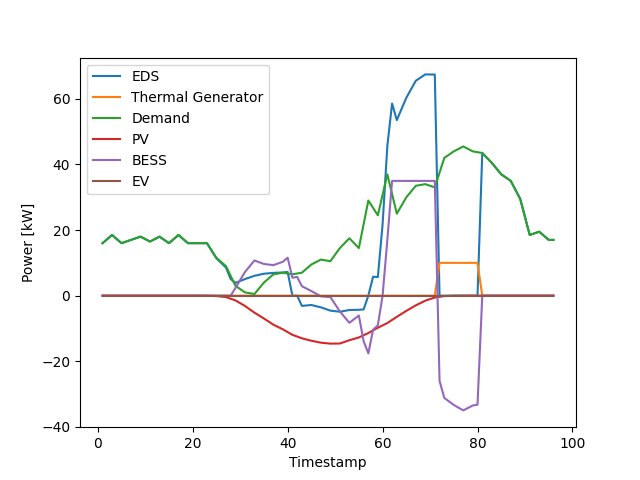 EDS
Thermal Generator
Demand
PV
BESS
EV
Power [kW]
60
40
20
0
−20
−40
0 20 40 60 80 100
Timestamp